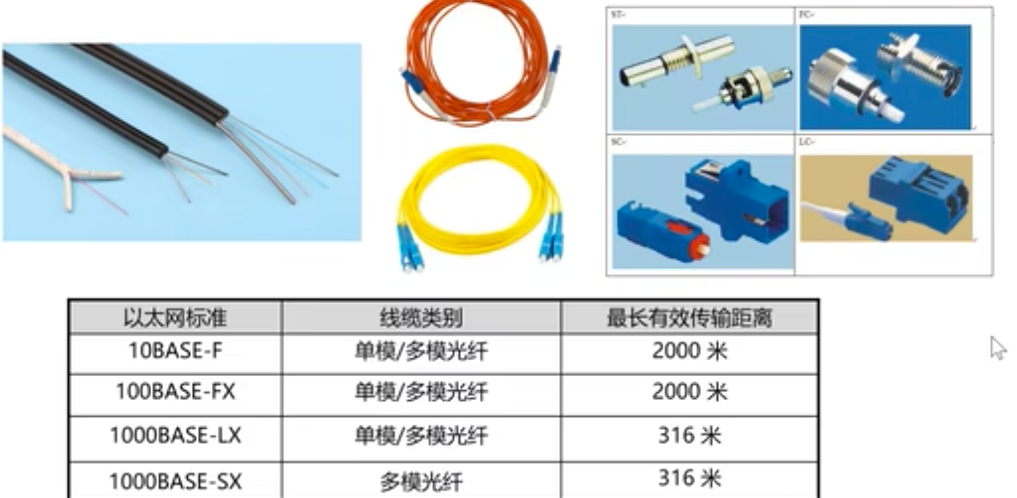 ST
FC
SC
LC
以太网标准 线缆类别 最长有效传输距离
10BASE-F 单模/多模光纤 2000 米
100BASE-FX 单模/多模光纤 2000 米
1000BASE-LX 单模/多模光纤 316 米
1000BASE-SX 多模光纤 316 米